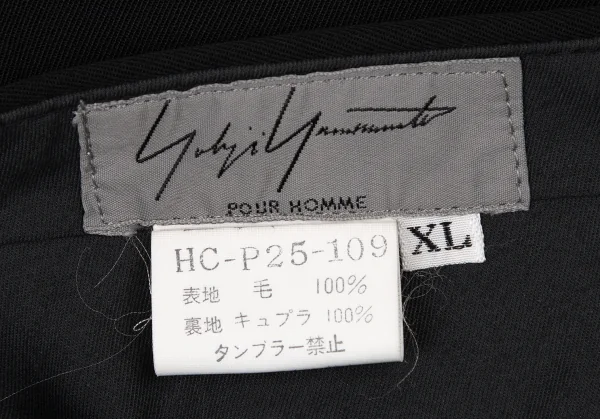 Yohji Yamamoto
POUR HOMME
XL
HC-P25-109
表地 毛 100%
裏地 キュプラ 100%
タンブラー禁止